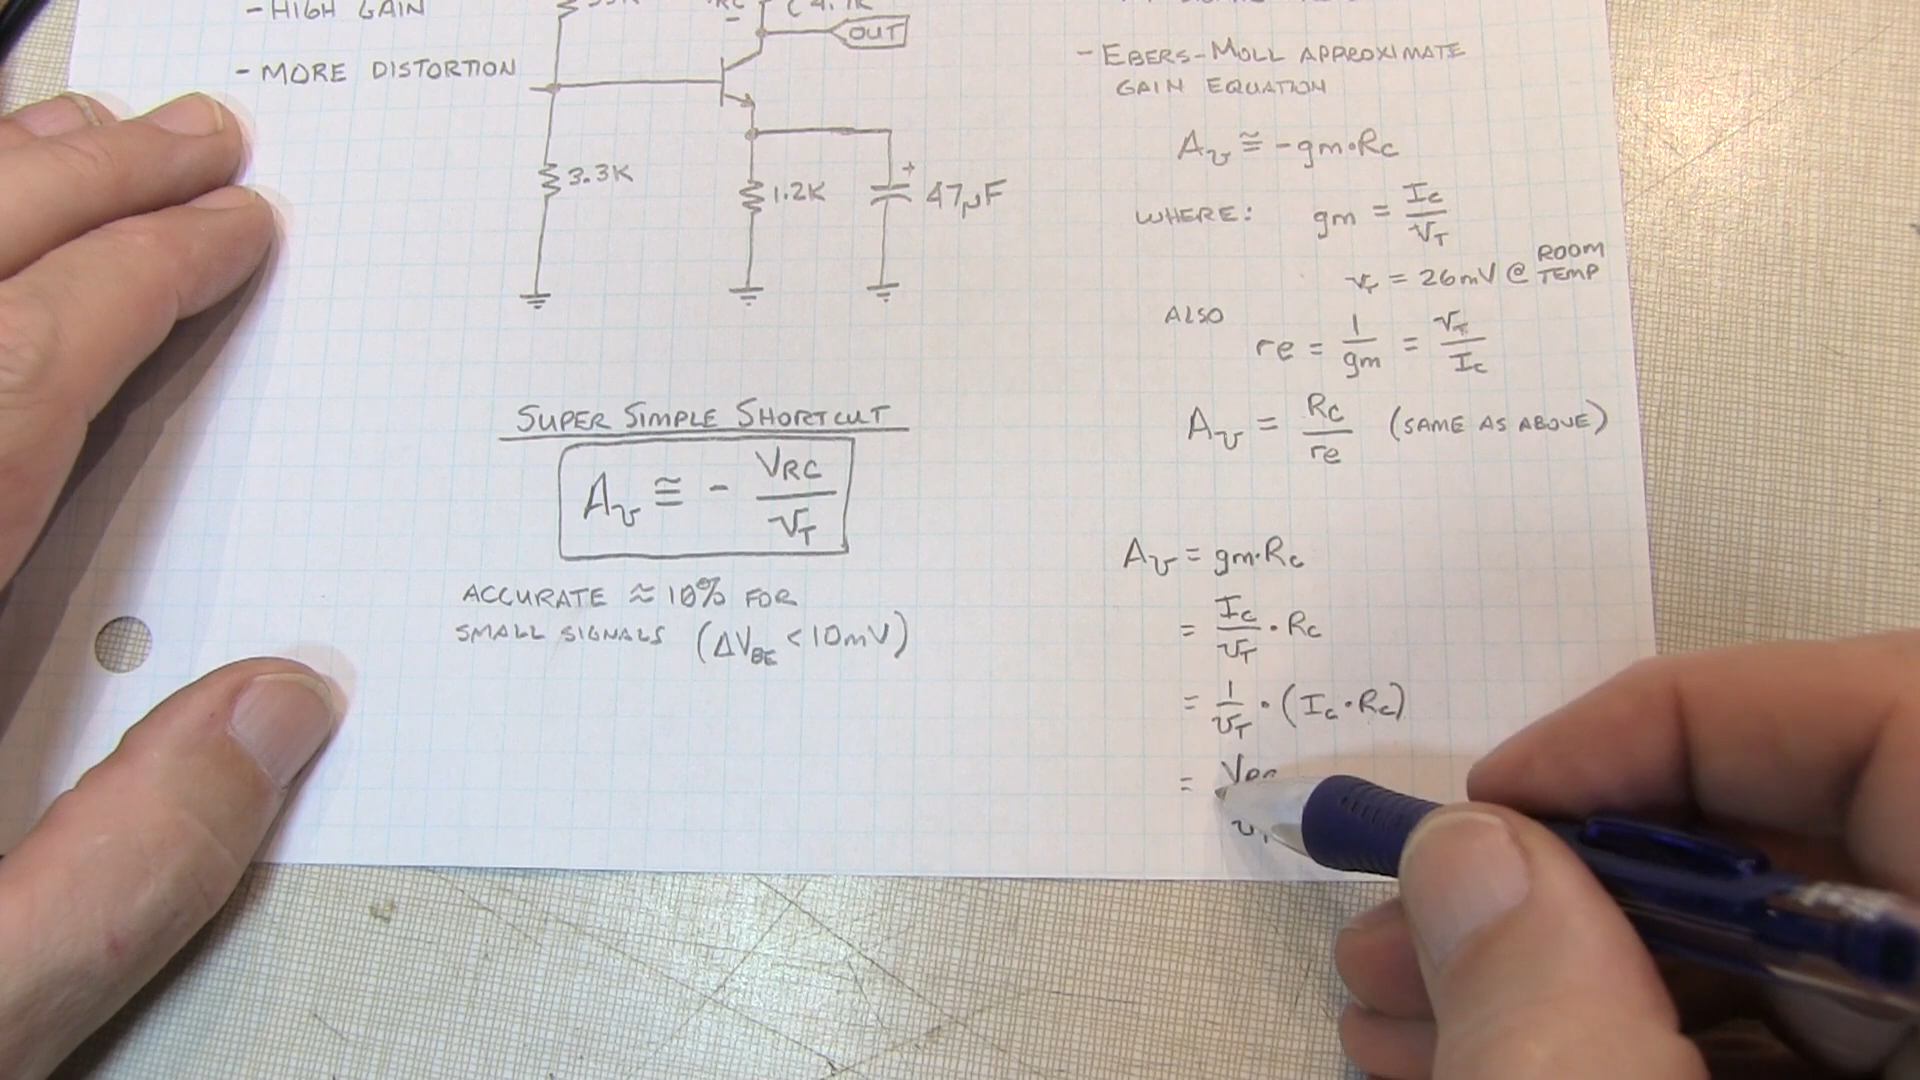 - HIGH GAIN
- MORE DISTORTION
OUT
3.3K
1.2K
+
47µF
SUPER SIMPLE SHORTCUT
Av ≅ - VRC / VT
ACCURATE ≈ 10% FOR
SMALL SIGNALS (ΔVBE < 10mV)
- EBERS-MOLL APPROXIMATE
GAIN EQUATION
Av ≅ -gm·Rc
WHERE: gm = Ic / VT
VT = 26mV @ ROOM TEMP
ALSO
re = 1 / gm = VT / Ic
Av = Rc / re (SAME AS ABOVE)
Av = gm·Rc
= Ic / VT · Rc
= 1 / VT · (Ic · Rc)
=